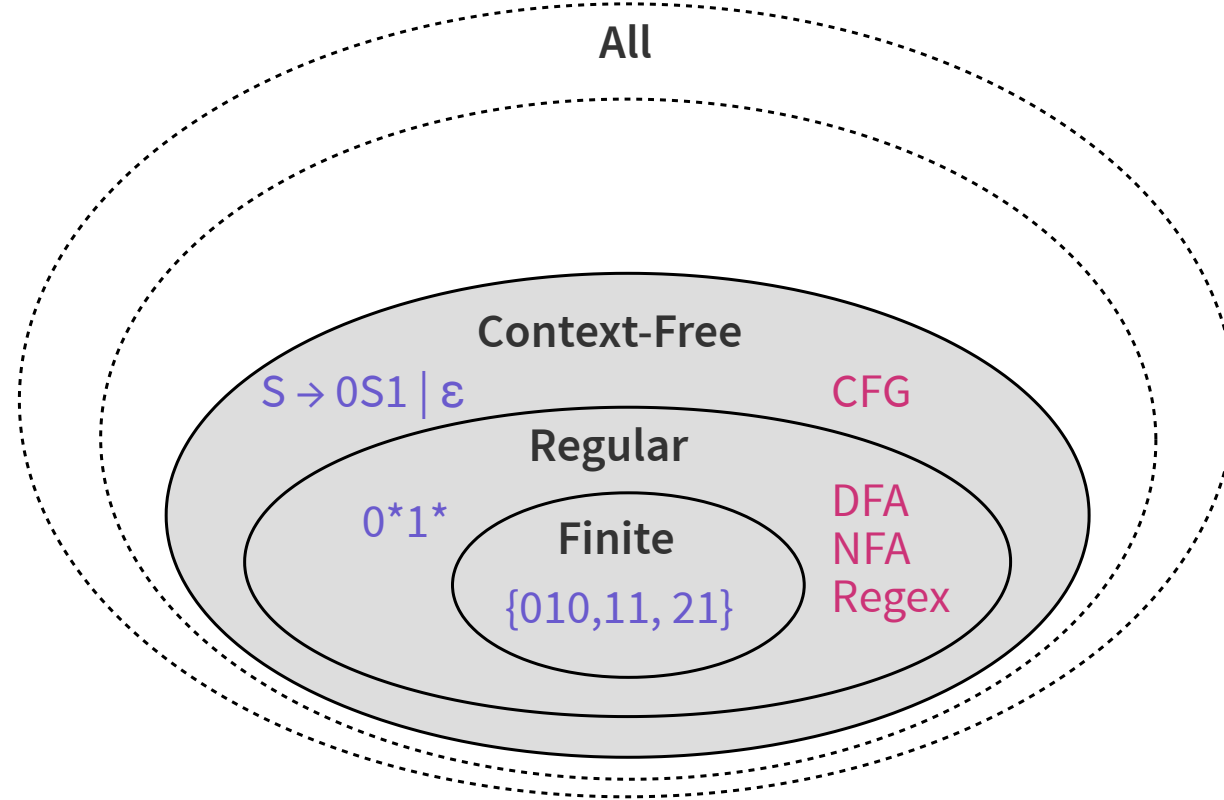 All
Context-Free
S → 0S1 | ε
CFG
Regular
DFA
0*1*
NFA
Finite
Regex
{010,11, 21}